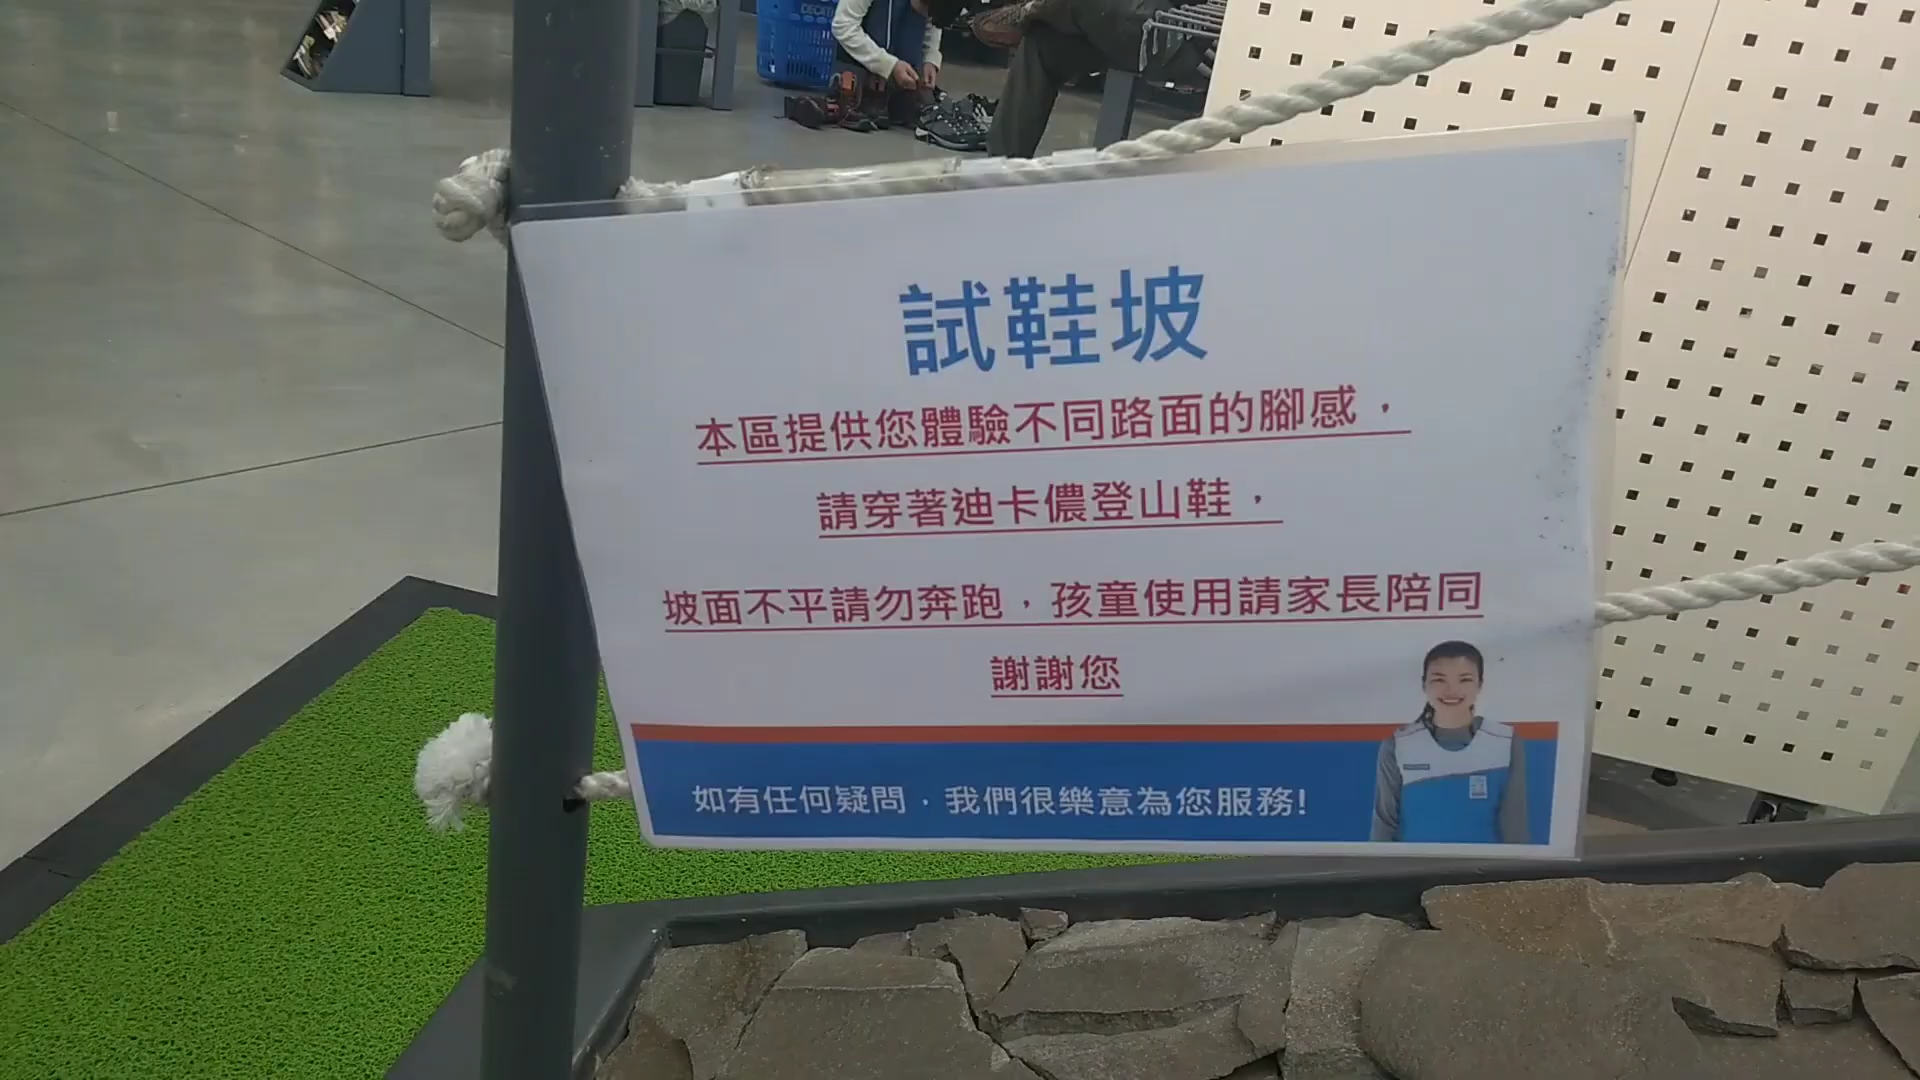 DECATH
試鞋坡
本區提供您體驗不同路面的腳感，
請穿著迪卡儂登山鞋，
坡面不平請勿奔跑，孩童使用請家長陪同
謝謝您
如有任何疑問，我們很樂意為您服務!